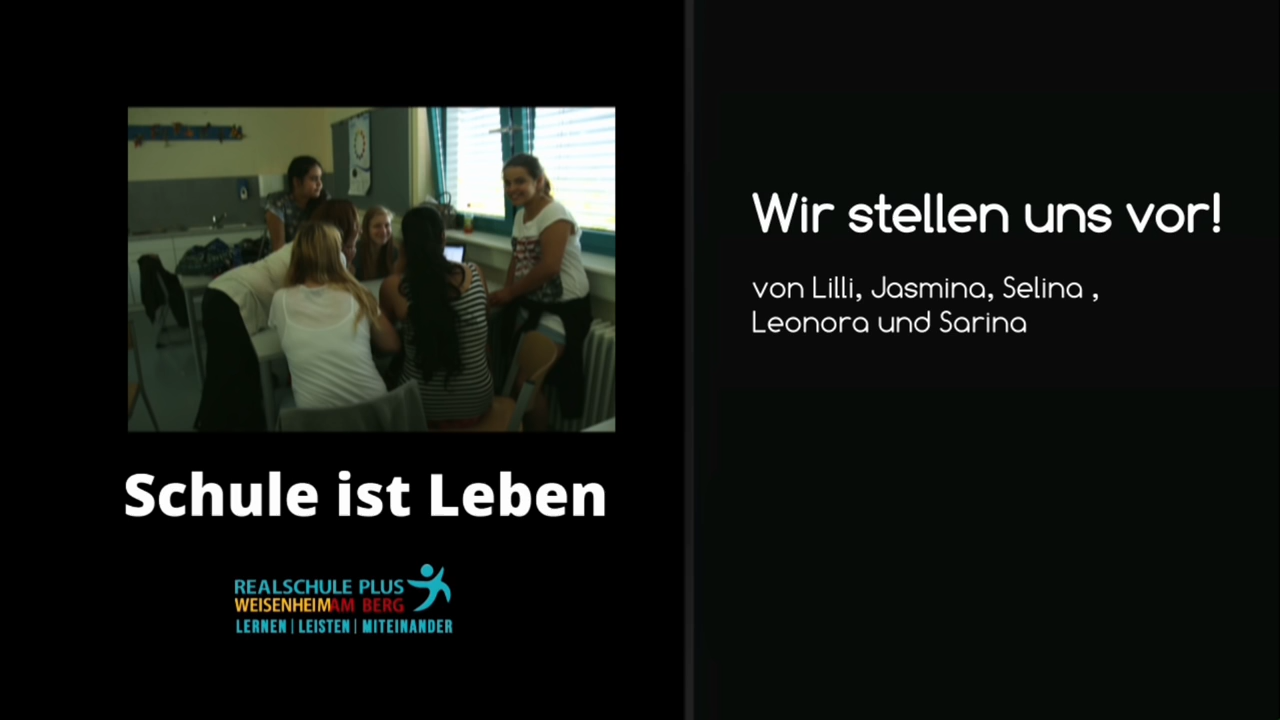 Schule ist Leben
REALSCHULE PLUS
WEISENHEIM AM BERG
LERNEN | LEISTEN | MITEINANDER
Wir stellen uns vor!
von Lilli, Jasmina, Selina ,
Leonora und Sarina